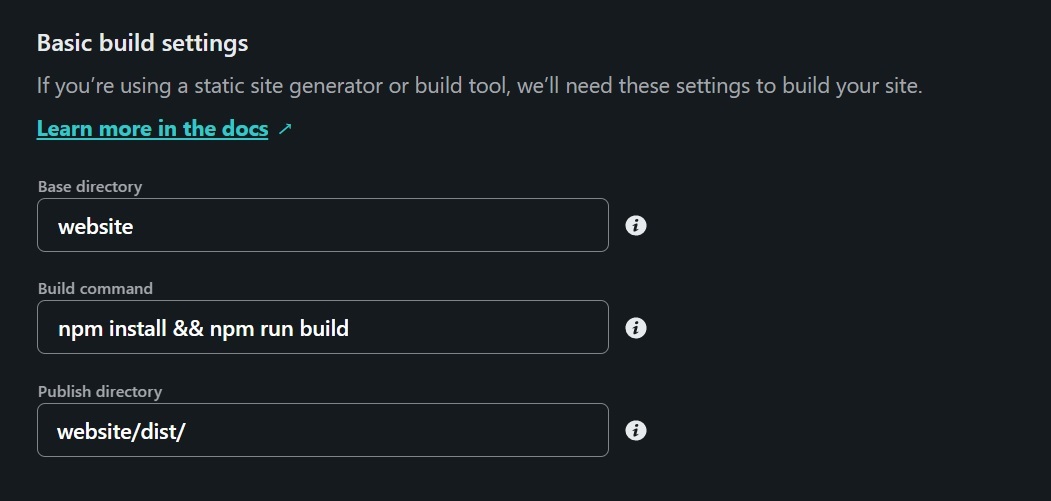 Basic build settings
If you’re using a static site generator or build tool, we’ll need these settings to build your site.
Learn more in the docs ↗
Base directory
website
Build command
npm install && npm run build
Publish directory
website/dist/